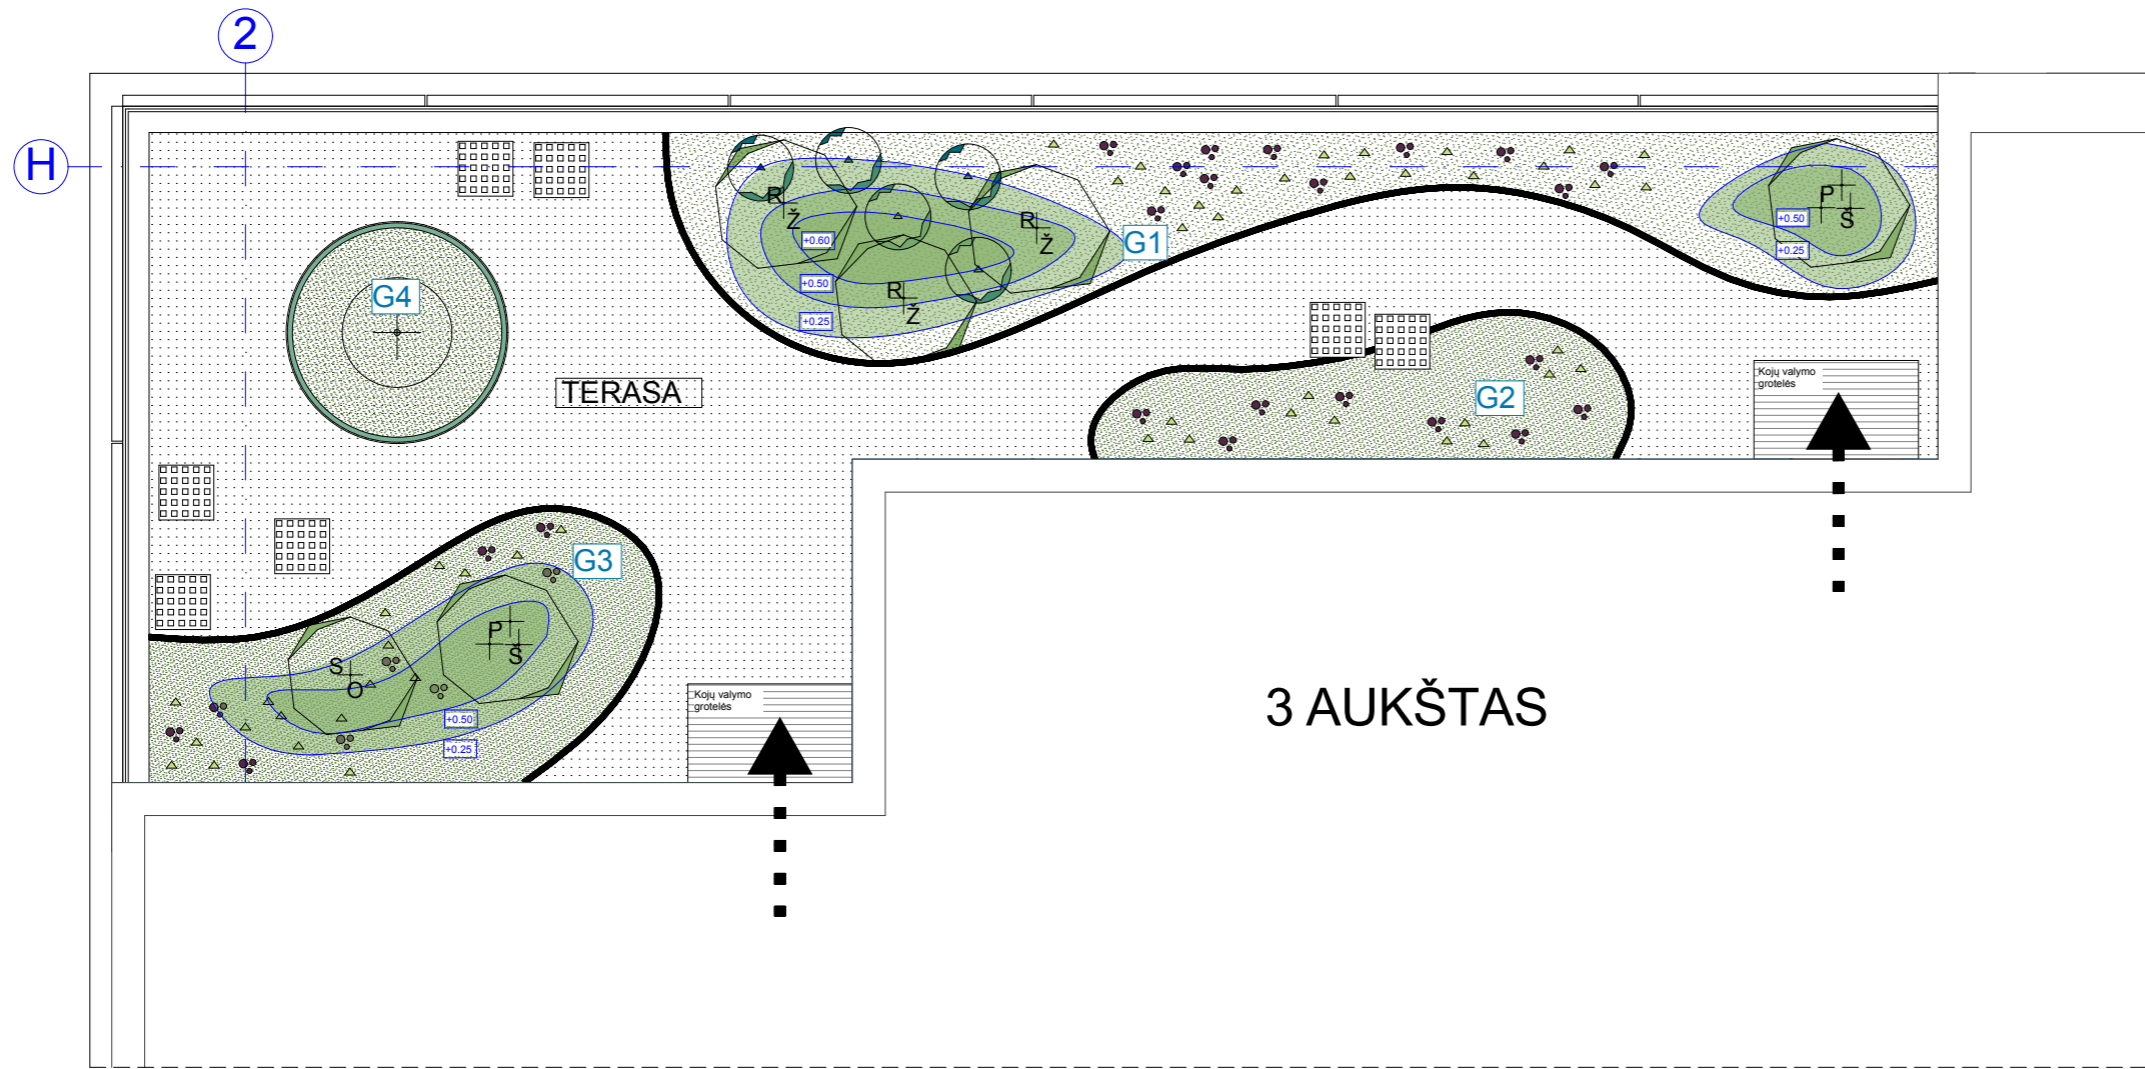 2
H
R
Ž
R
Ž
R
Ž
+0.60
+0.50
+0.25
G1
P
Š
+0.50
+0.25
G4
TERASA
G2
Kojų valymo
grotelės
G3
P
Š
S
O
+0.50
+0.25
Kojų valymo
grotelės
3 AUKŠTAS